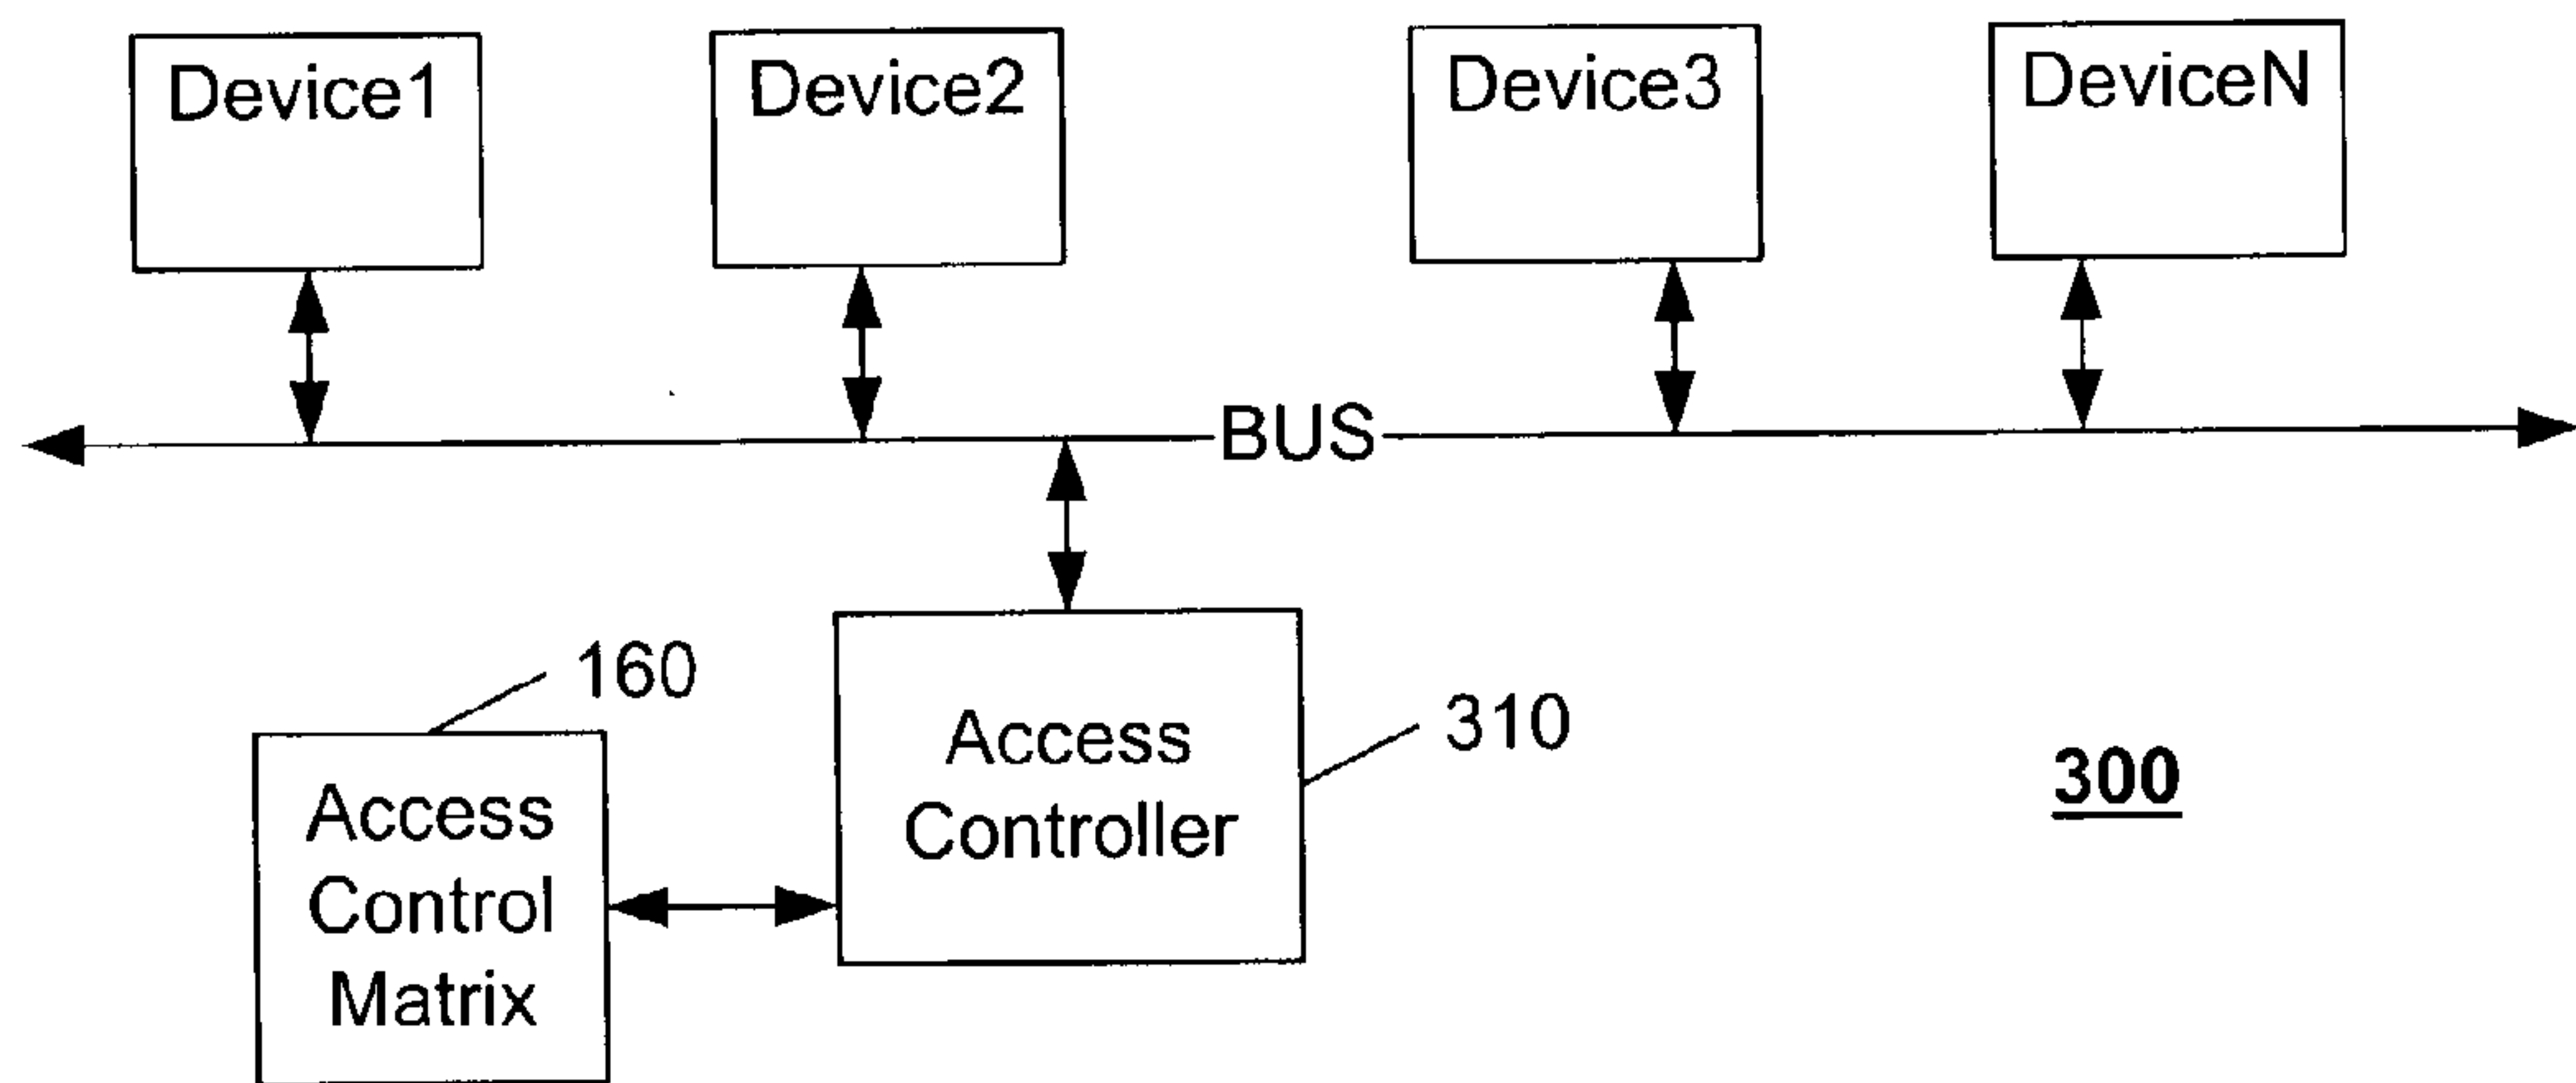 Device1
Device2
Device3
DeviceN
BUS
160
Access
Control
Matrix
Access
Controller
310
300